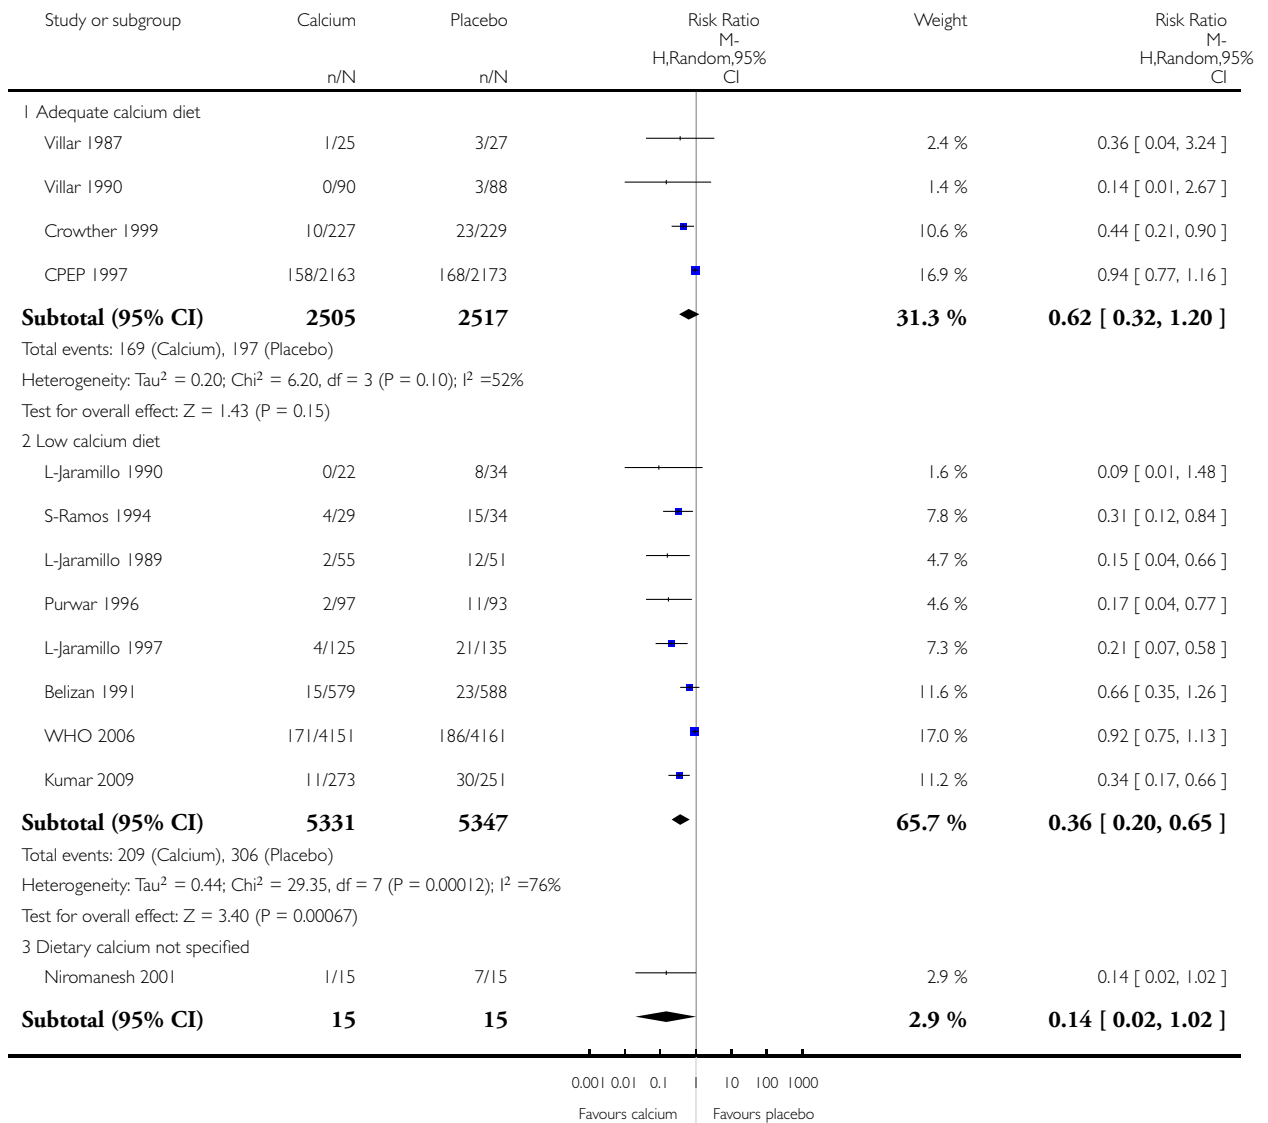 Study or subgroup Calcium Placebo Risk Ratio Weight Risk Ratio
M- M-
H,Random,95% H,Random,95%
n/N n/N CI CI
1 Adequate calcium diet
Villar 1987 1/25 3/27 2.4 % 0.36 [ 0.04, 3.24 ]
Villar 1990 0/90 3/88 1.4 % 0.14 [ 0.01, 2.67 ]
Crowther 1999 10/227 23/229 10.6 % 0.44 [ 0.21, 0.90 ]
CPEP 1997 158/2163 168/2173 16.9 % 0.94 [ 0.77, 1.16 ]
Subtotal (95% CI) 2505 2517 31.3 % 0.62 [ 0.32, 1.20 ]
Total events: 169 (Calcium), 197 (Placebo)
Heterogeneity: Tau² = 0.20; Chi² = 6.20, df = 3 (P = 0.10); I² =52%
Test for overall effect: Z = 1.43 (P = 0.15)
2 Low calcium diet
L-Jaramillo 1990 0/22 8/34 1.6 % 0.09 [ 0.01, 1.48 ]
S-Ramos 1994 4/29 15/34 7.8 % 0.31 [ 0.12, 0.84 ]
L-Jaramillo 1989 2/55 12/51 4.7 % 0.15 [ 0.04, 0.66 ]
Purwar 1996 2/97 11/93 4.6 % 0.17 [ 0.04, 0.77 ]
L-Jaramillo 1997 4/125 21/135 7.3 % 0.21 [ 0.07, 0.58 ]
Belizan 1991 15/579 23/588 11.6 % 0.66 [ 0.35, 1.26 ]
WHO 2006 171/4151 186/4161 17.0 % 0.92 [ 0.75, 1.13 ]
Kumar 2009 11/273 30/251 11.2 % 0.34 [ 0.17, 0.66 ]
Subtotal (95% CI) 5331 5347 65.7 % 0.36 [ 0.20, 0.65 ]
Total events: 209 (Calcium), 306 (Placebo)
Heterogeneity: Tau² = 0.44; Chi² = 29.35, df = 7 (P = 0.00012); I² =76%
Test for overall effect: Z = 3.40 (P = 0.00067)
3 Dietary calcium not specified
Niromanesh 2001 1/15 7/15 2.9 % 0.14 [ 0.02, 1.02 ]
Subtotal (95% CI) 15 15 2.9 % 0.14 [ 0.02, 1.02 ]
0.001 0.01 0.1 1 10 100 1000
Favours calcium Favours placebo